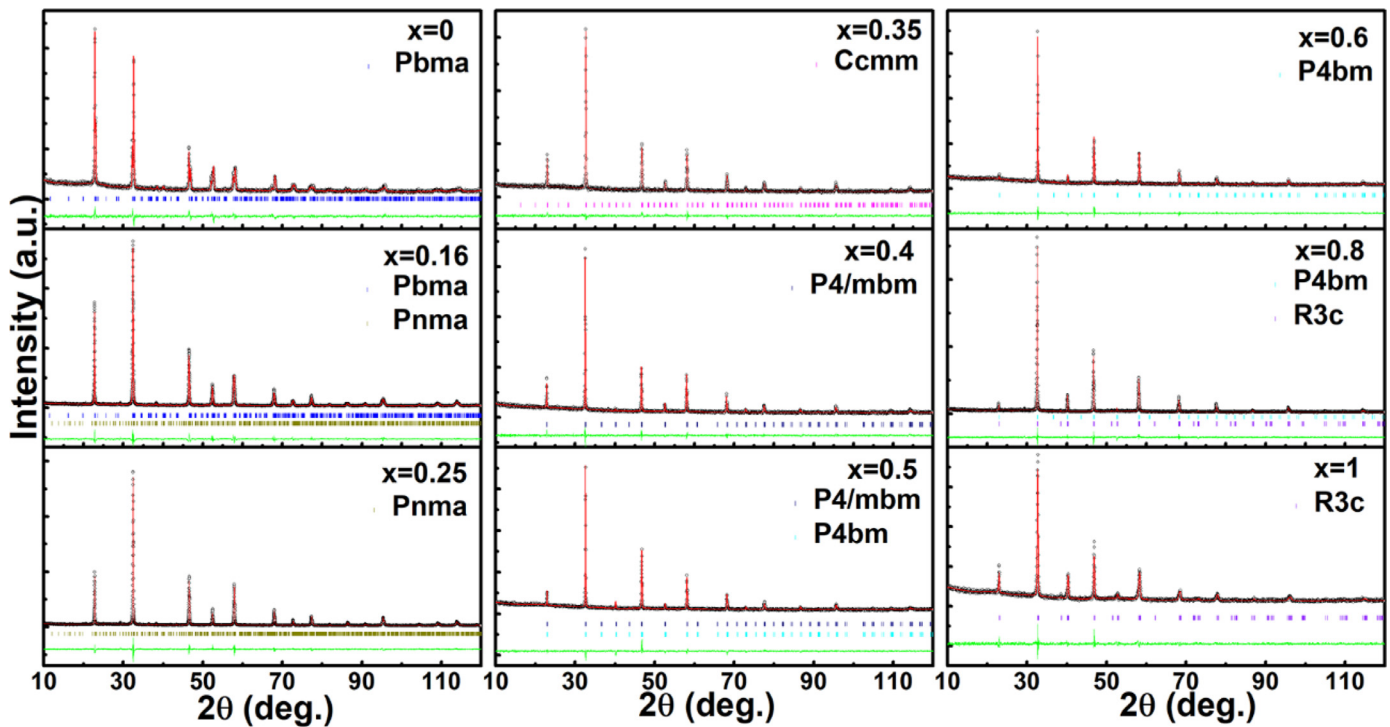 Intensity (a.u.)
x=0
Pbma
x=0.16
Pbma
Pnma
x=0.25
Pnma
10 30 50 70 90 110
2θ (deg.)
x=0.35
Ccmm
x=0.4
P4/mbm
x=0.5
P4/mbm
P4bm
10 30 50 70 90 110
2θ (deg.)
x=0.6
P4bm
x=0.8
P4bm
R3c
x=1
R3c
10 30 50 70 90 110
2θ (deg.)